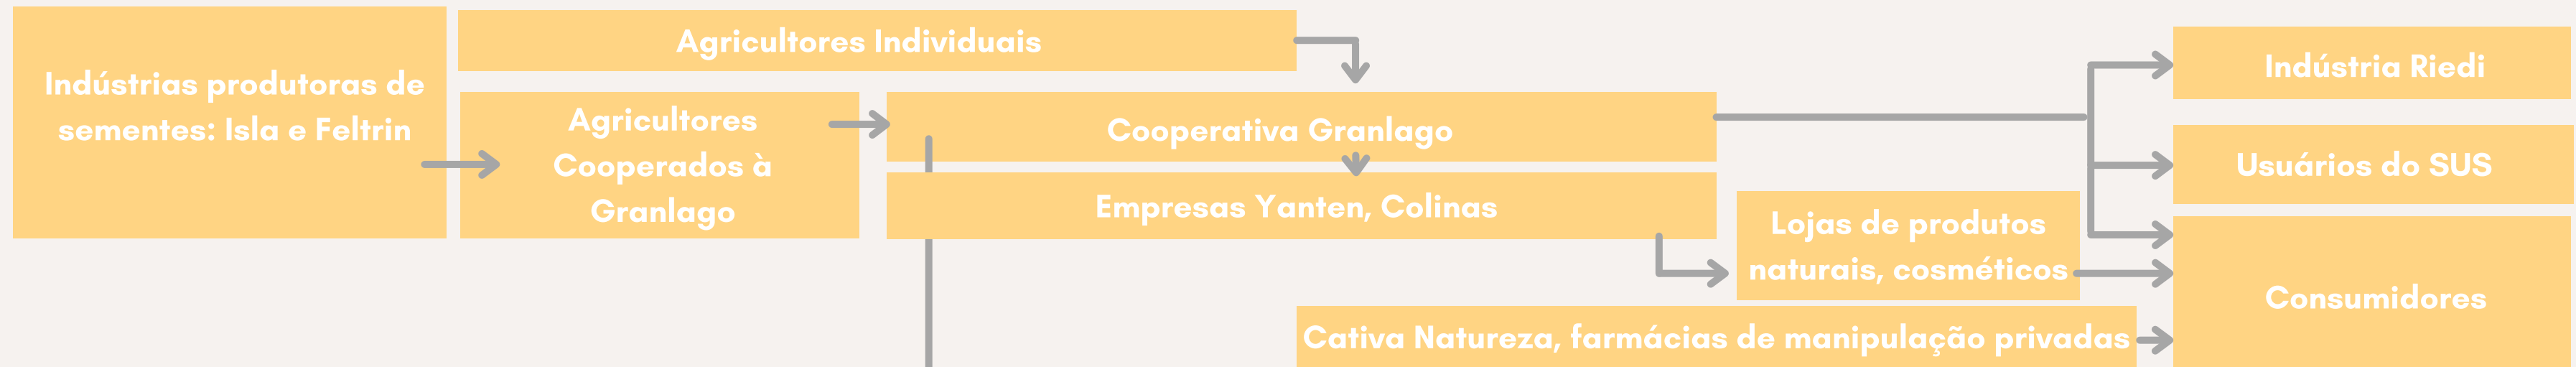 Indústrias produtoras de
sementes: Isla e Feltrin
Agricultores Individuais
Agricultores
Cooperados à
Granlago
Cooperativa Granlago
Empresas Yanten, Colinas
Lojas de produtos
naturais, cosméticos
Cativa Natureza, farmácias de manipulação privadas
Indústria Riedi
Usuários do SUS
Consumidores